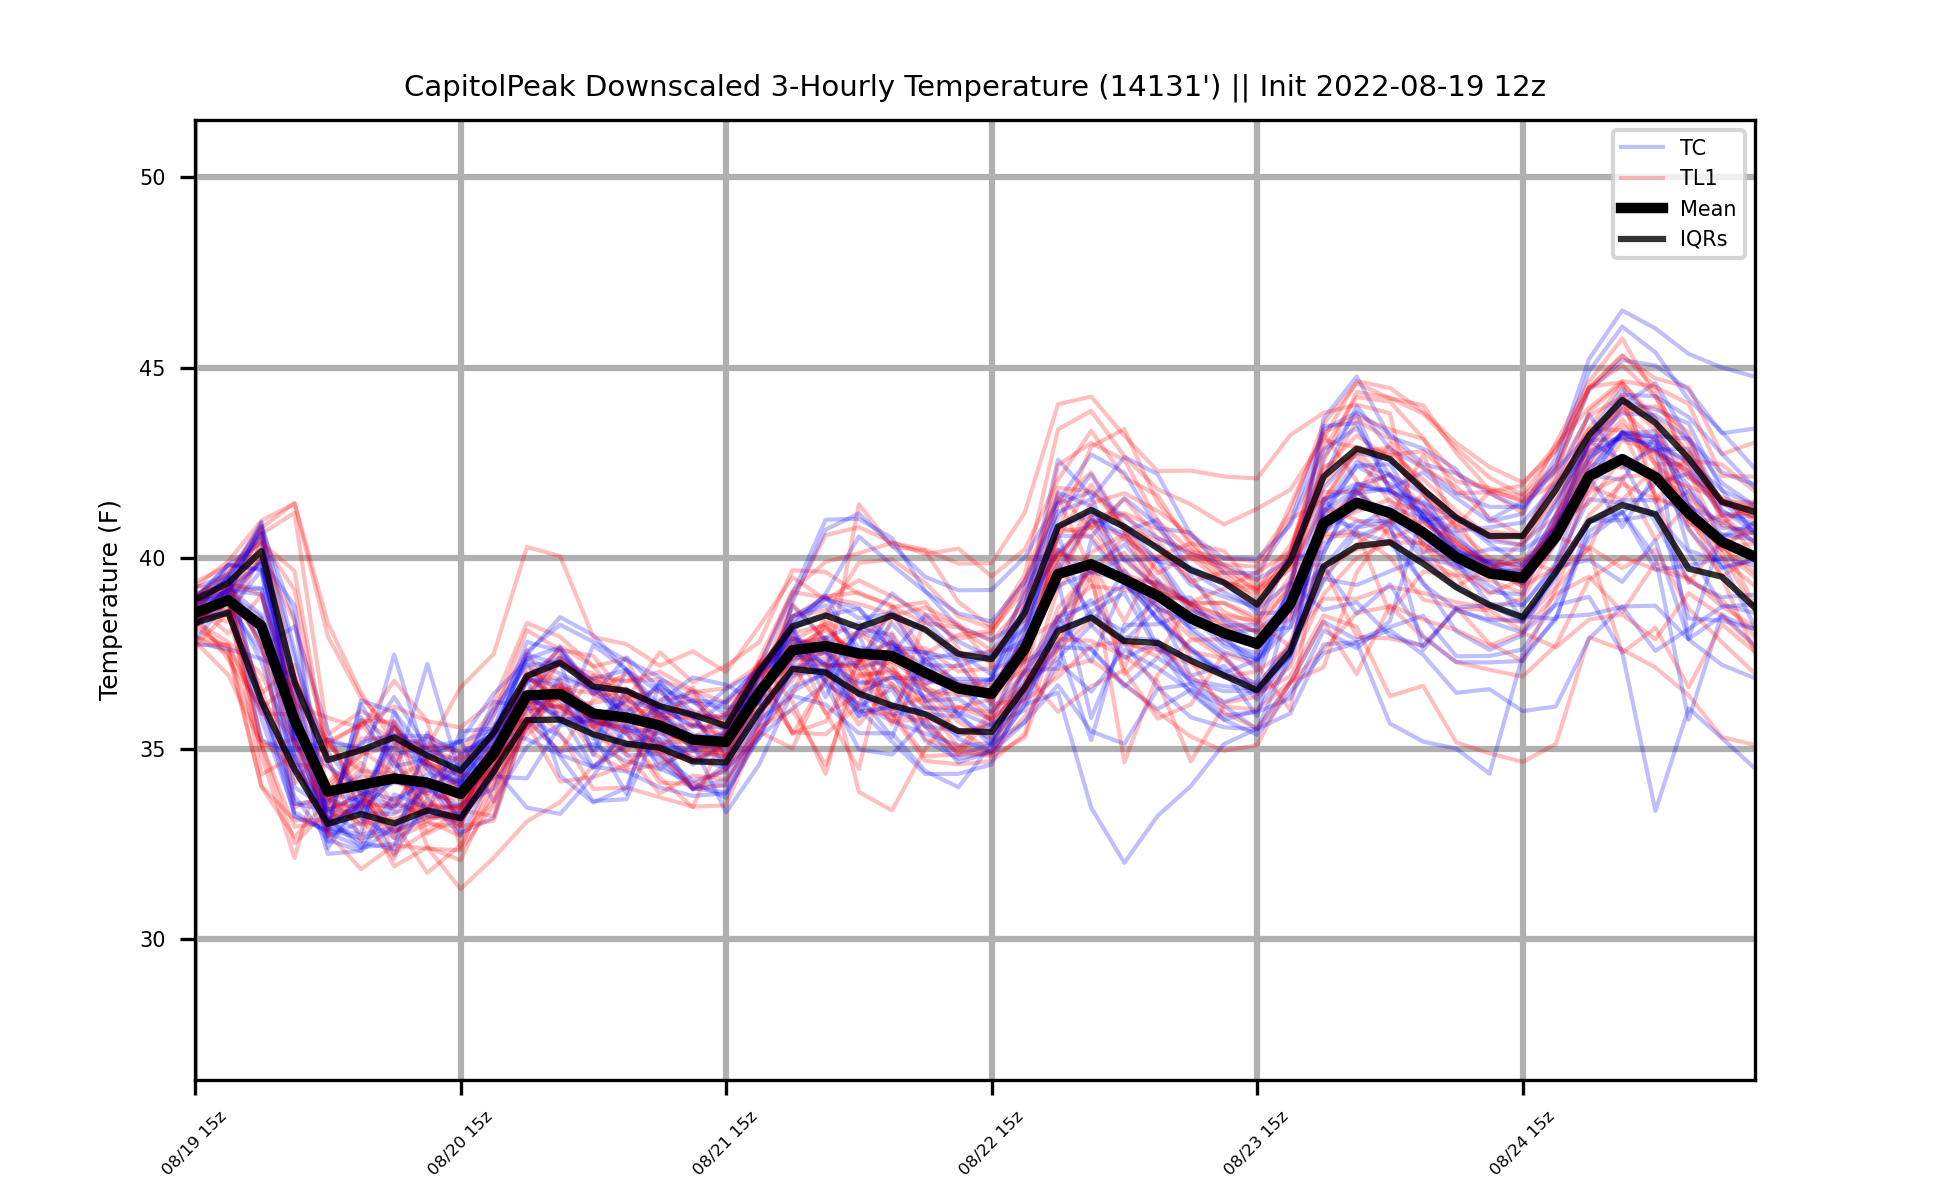 CapitolPeak Downscaled 3-Hourly Temperature (14131') || Init 2022-08-19 12z
TC
TL1
Mean
IQRs
Temperature (F)
50
45
40
35
30
08/19 15z
08/20 15z
08/21 15z
08/22 15z
08/23 15z
08/24 15z